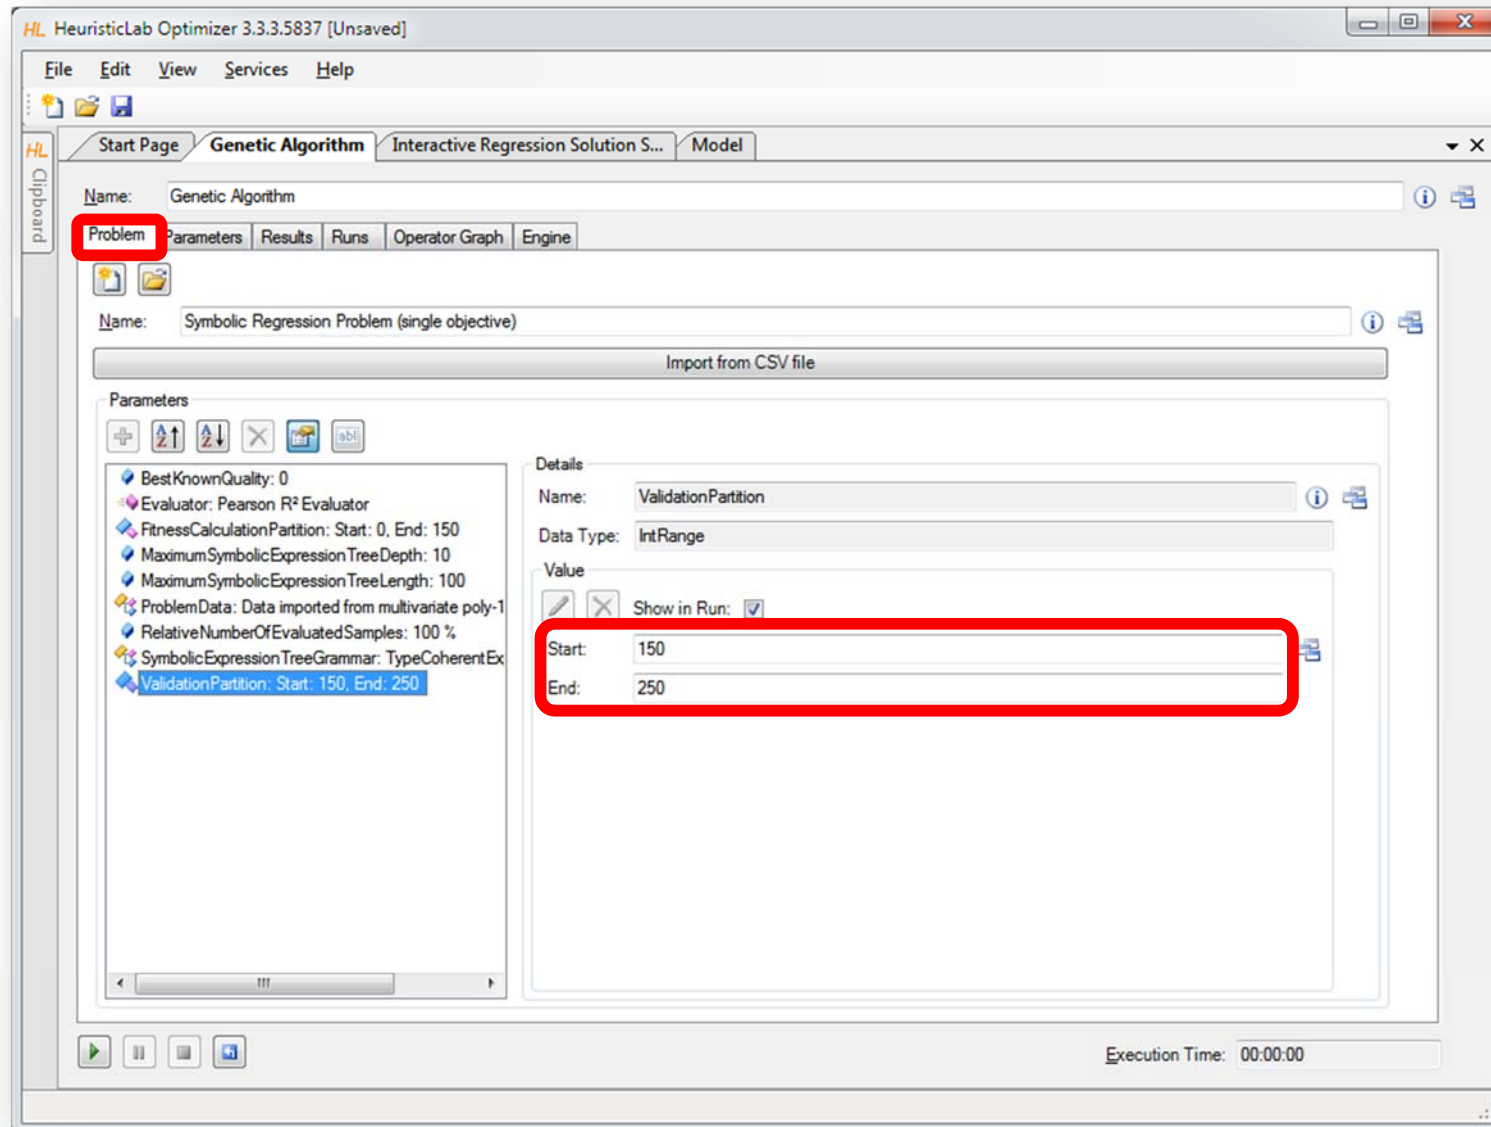 HL HeuristicLab Optimizer 3.3.3.5837 [Unsaved]
File Edit View Services Help
HL Clipboard
Start Page Genetic Algorithm Interactive Regression Solution S... Model
Name: Genetic Algorithm
Problem Parameters Results Runs Operator Graph Engine
Name: Symbolic Regression Problem (single objective)
Import from CSV file
Parameters
BestKnownQuality: 0
Evaluator: Pearson R² Evaluator
FitnessCalculationPartition: Start: 0, End: 150
MaximumSymbolicExpressionTreeDepth: 10
MaximumSymbolicExpressionTreeLength: 100
ProblemData: Data imported from multivariate poly-1
RelativeNumberOfEvaluatedSamples: 100 %
SymbolicExpressionTreeGrammar: TypeCoherentEx
ValidationPartition: Start: 150, End: 250
Details
Name: ValidationPartition
Data Type: IntRange
Value
Show in Run:
Start: 150
End: 250
Execution Time: 00:00:00